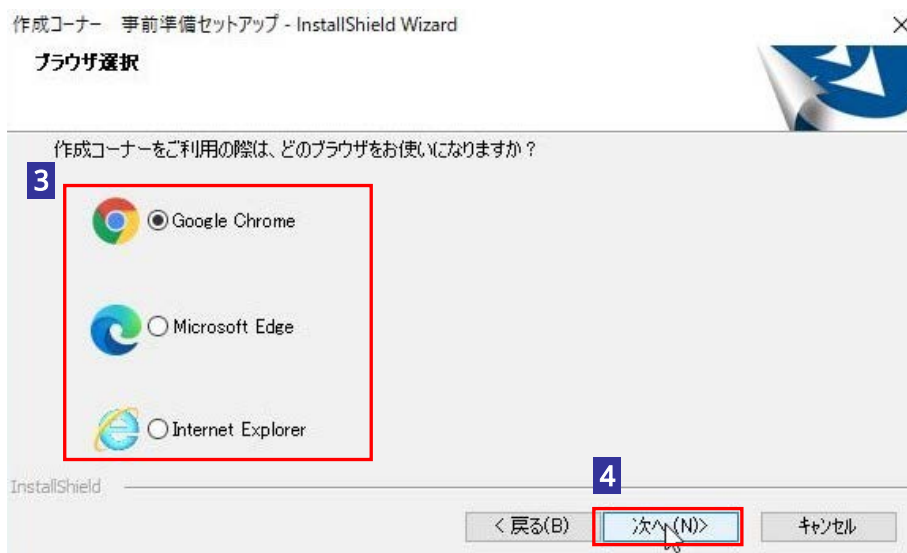 作成コーナー　事前準備セットアップ - InstallShield Wizard
ブラウザ選択
作成コーナーをご利用の際は、どのブラウザをお使いになりますか？
3
Google Chrome
Microsoft Edge
Internet Explorer
InstallShield
4
< 戻る(B)
次へ(N)>
キャンセル